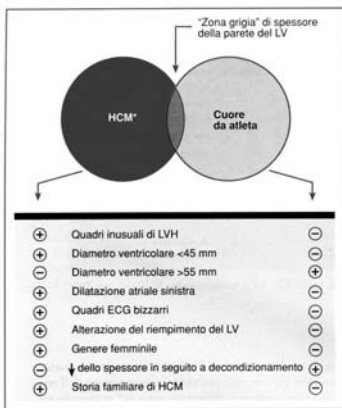 "Zona grigia" di spessore
della parete del LV
HCM*
Cuore
da atleta
⊕ Quadri inusuali di LVH ⊖
⊕ Diametro ventricolare <45 mm ⊖
⊖ Diametro ventricolare >55 mm ⊕
⊕ Dilatazione atriale sinistra ⊖
⊕ Quadri ECG bizzarri ⊖
⊕ Alterazione del riempimento del LV ⊖
⊕ Genere femminile ⊖
⊖ ↓ dello spessore in seguito a decondizionamento ⊕
⊕ Storia familiare di HCM ⊖